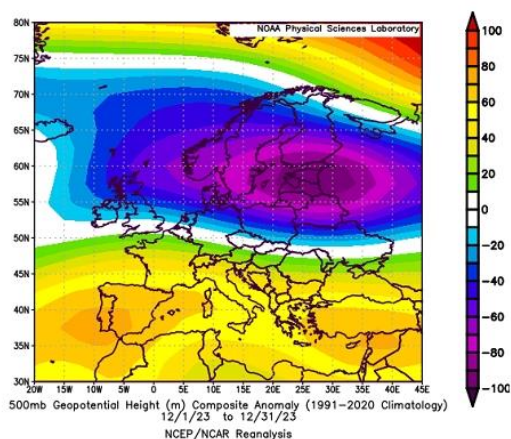 NOAA Physical Sciences Laboratory
80N
75N
70N
65N
60N
55N
50N
45N
40N
35N
30N
20W 15W 10W 5W 0 5E 10E 15E 20E 25E 30E 35E 40E 45E
100
80
60
40
20
10
0
-20
-40
-60
-80
-100
500mb Geopotential Height (m) Composite Anomaly (1991-2020 Climatology)
12/1/23 to 12/31/23
NCEP/NCAR Reanalysis